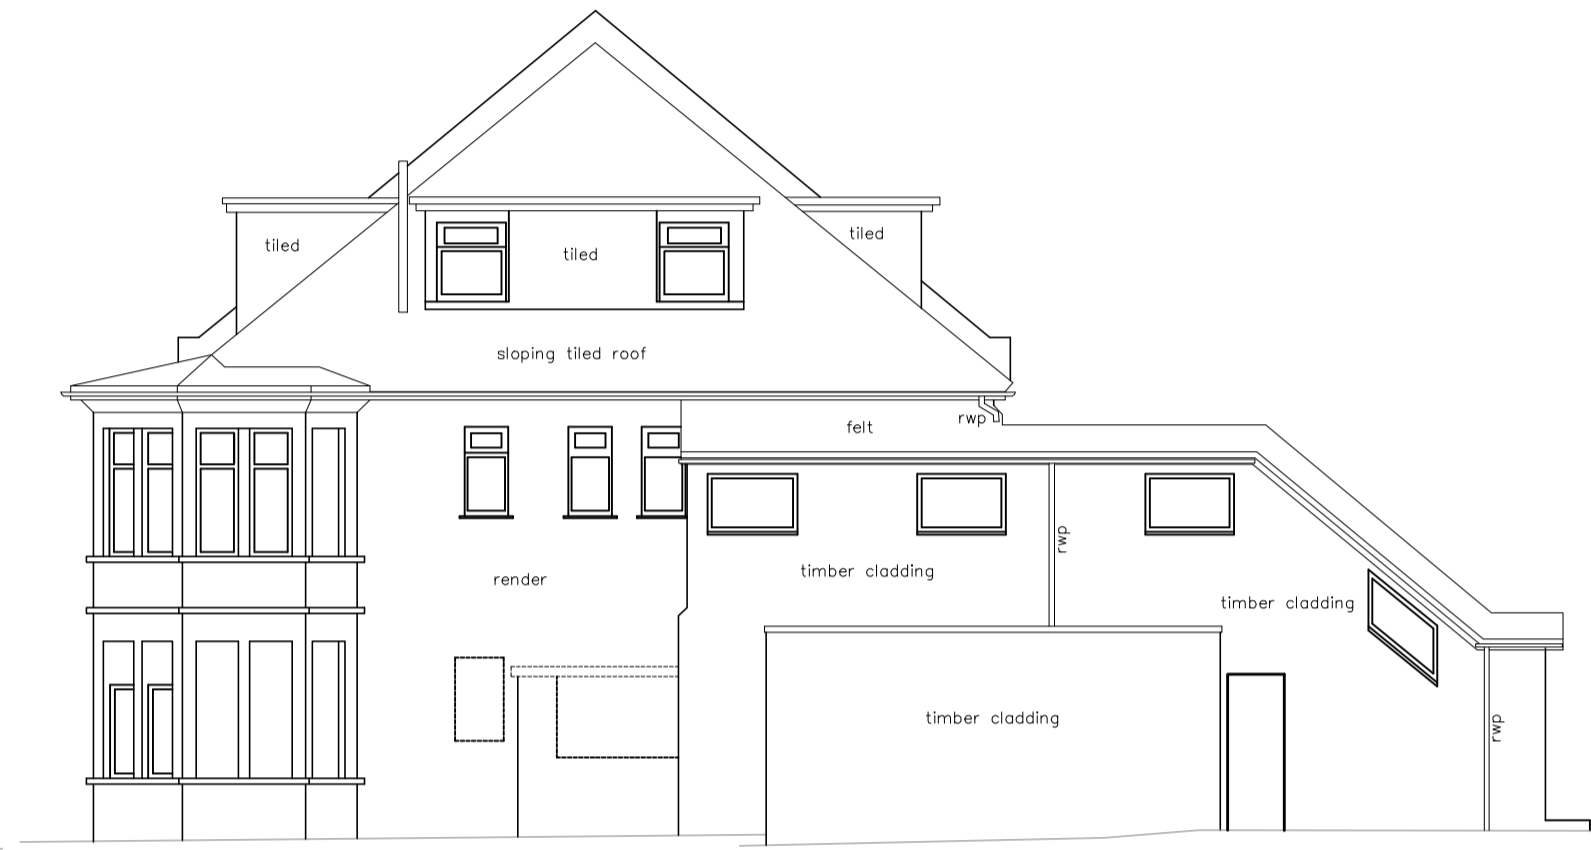 tiled
tiled
tiled
sloping tiled roof
rwp
felt
rwp
timber cladding
render
timber cladding
timber cladding
rwp